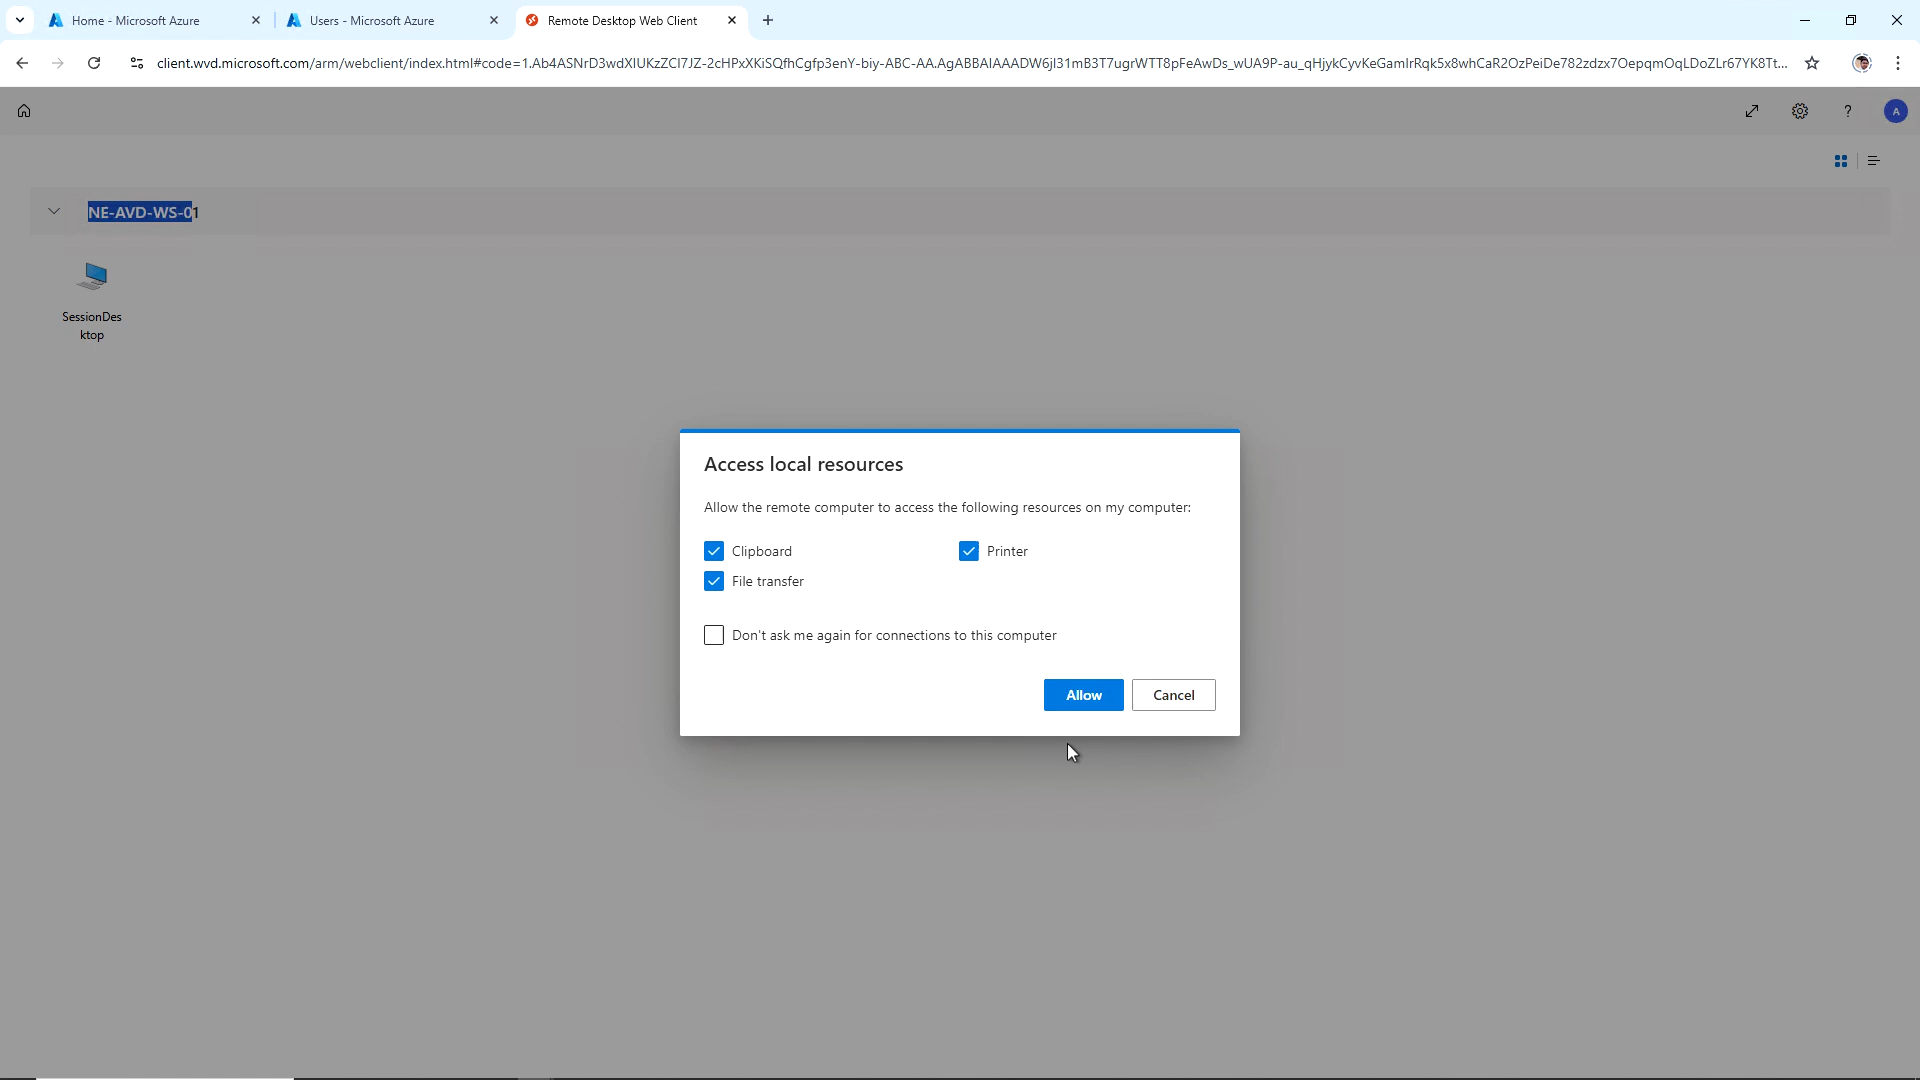 Home - Microsoft Azure
Users - Microsoft Azure
Remote Desktop Web Client
client.wvd.microsoft.com/arm/webclient/index.html#code=1.Ab4ASNrD3wdXIUKzZCI7JZ-2cHPxXKiSQfhCgfp3enY-biy-ABC-AA.AgABBAIAAADW6jl31mB3T7ugrWTT8pFeAwDs_wUA9P-au_qHjykCyvKeGamIrRqk5x8whCaR2OzPeiDe782zdzx7OepqmOqLDoZLr67YK8Tt...
?
A
NE-AVD-WS-01
SessionDes
ktop
Access local resources
Allow the remote computer to access the following resources on my computer:
Clipboard
Printer
File transfer
Don't ask me again for connections to this computer
Allow
Cancel